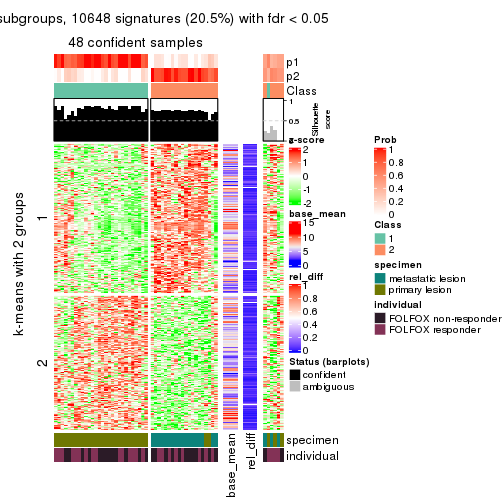 subgroups, 10648 signatures (20.5%) with fdr < 0.05
48 confident samples
p1
p2
Class
1
0.5
Silhouette
score
k-means with 2 groups
1
2
z-score
2
1
0
-1
-2
base_mean
15
10
5
0
rel_diff
1
0.8
0.6
0.4
0.2
0
Status (barplots)
confident
ambiguous
Prob
1
0.8
0.6
0.4
0.2
0
Class
1
2
specimen
metastatic lesion
primary lesion
individual
FOLFOX non-responder
FOLFOX responder
specimen
individual
base_mean
rel_diff